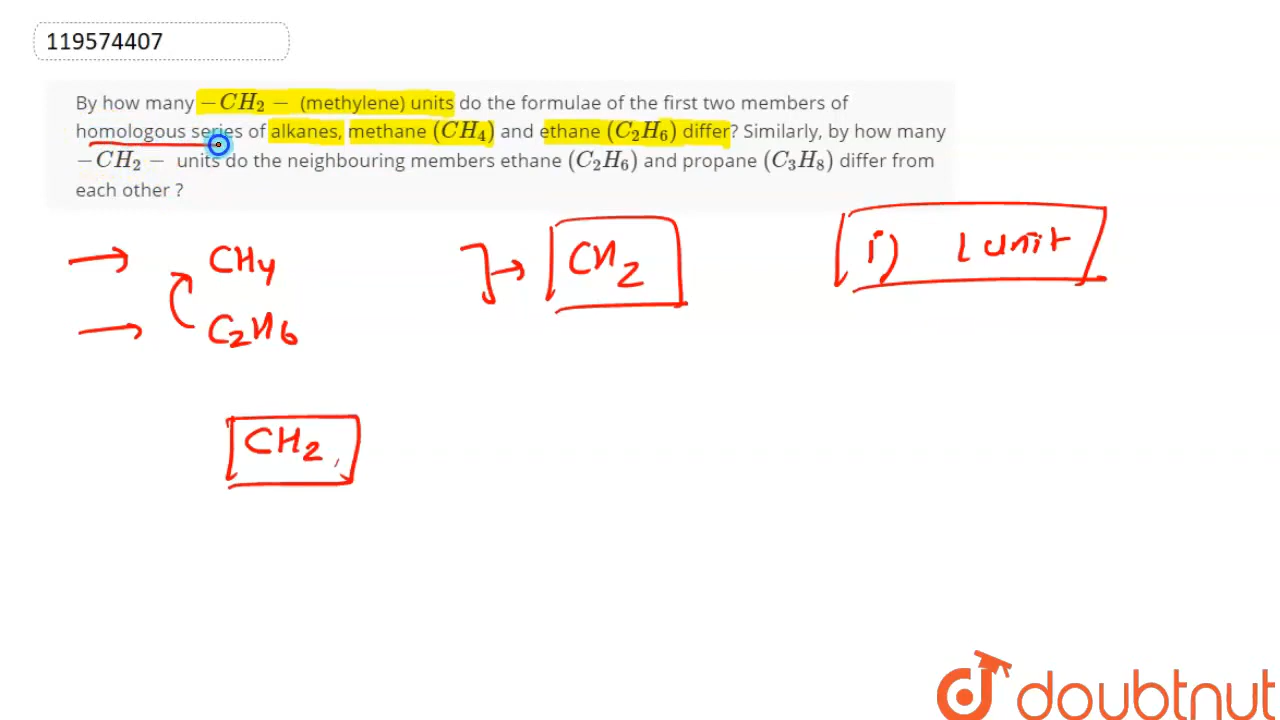 119574407
By how many −CH₂− (methylene) units do the formulae of the first two members of
homologous series of alkanes, methane (CH₄) and ethane (C₂H₆) differ? Similarly, by how many
−CH₂− units do the neighbouring members ethane (C₂H₆) and propane (C₃H₈) differ from
each other ?
CH4
CH2
i) 1 unit
C2H6
CH2
doubtnut